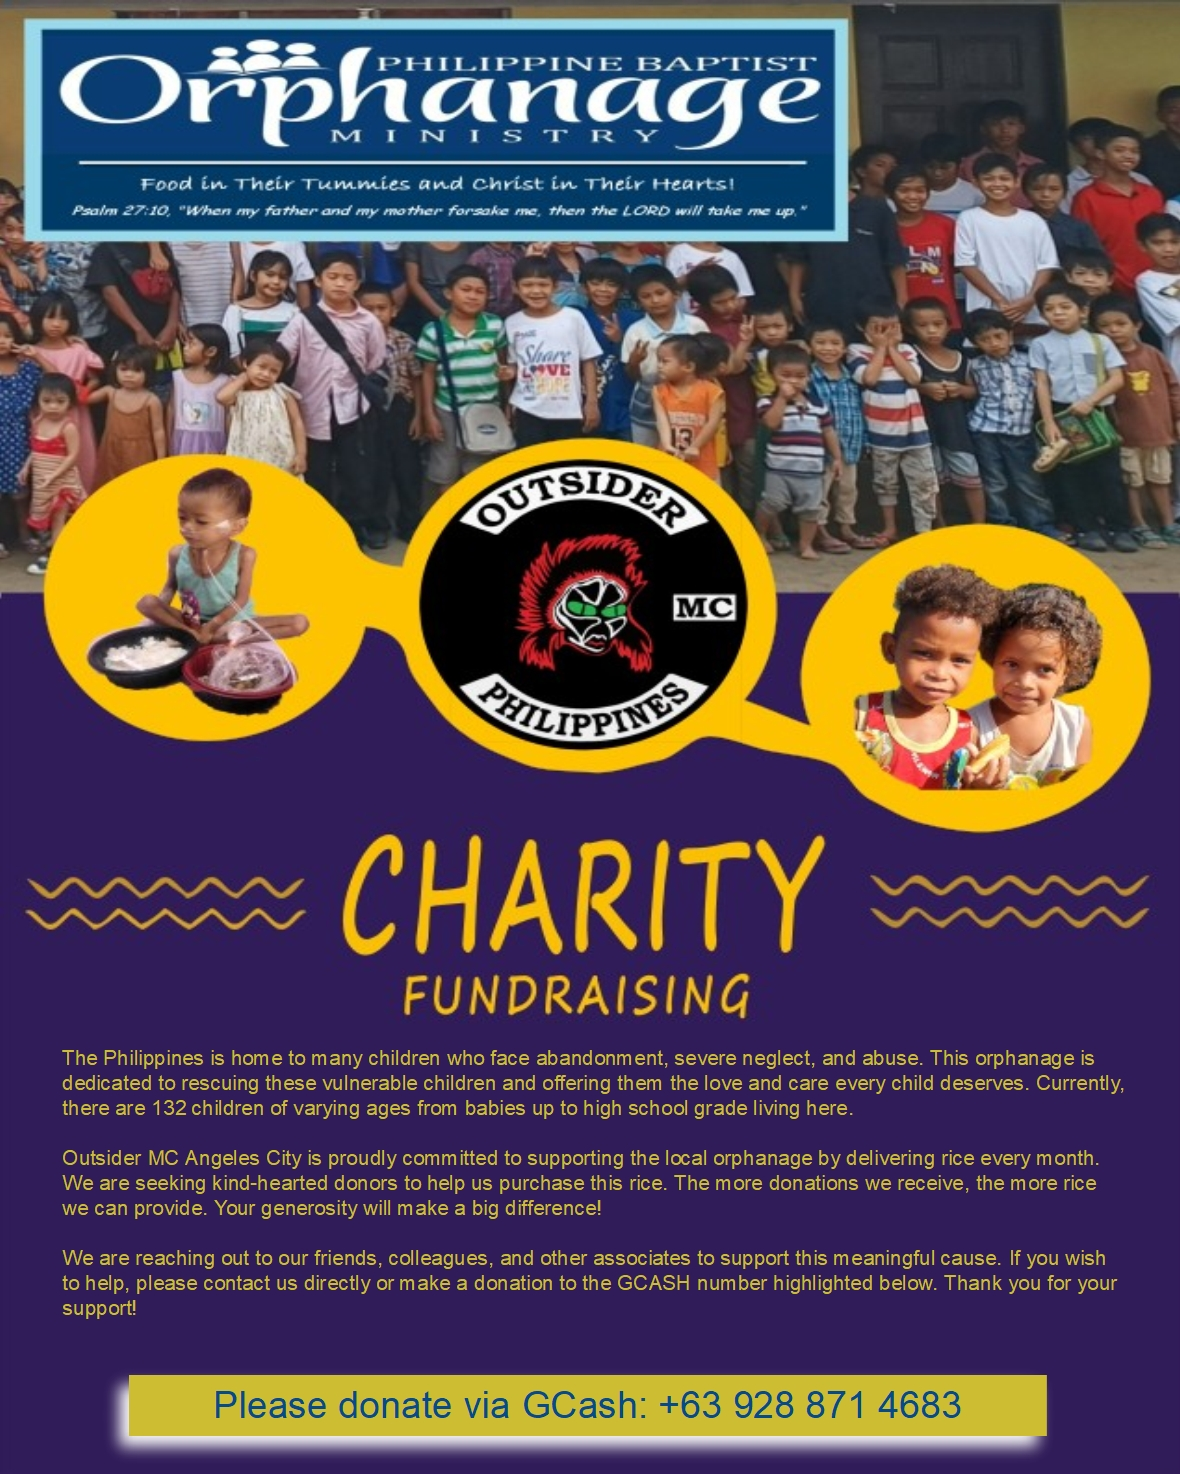 PHILIPPINE BAPTIST
Orphanage
MINISTRY
Food in Their Tummies and Christ in Their Hearts!
Psalm 27:10, "When my father and my mother forsake me, then the LORD will take me up."
L M
Share
LOVE
HOPE
13
OUTSIDER
MC
PHILIPPINES
CHARITY
FUNDRAISING
The Philippines is home to many children who face abandonment, severe neglect, and abuse. This orphanage is
dedicated to rescuing these vulnerable children and offering them the love and care every child deserves. Currently,
there are 132 children of varying ages from babies up to high school grade living here.
Outsider MC Angeles City is proudly committed to supporting the local orphanage by delivering rice every month.
We are seeking kind-hearted donors to help us purchase this rice. The more donations we receive, the more rice
we can provide. Your generosity will make a big difference!
We are reaching out to our friends, colleagues, and other associates to support this meaningful cause. If you wish
to help, please contact us directly or make a donation to the GCASH number highlighted below. Thank you for your
support!
Please donate via GCash: +63 928 871 4683